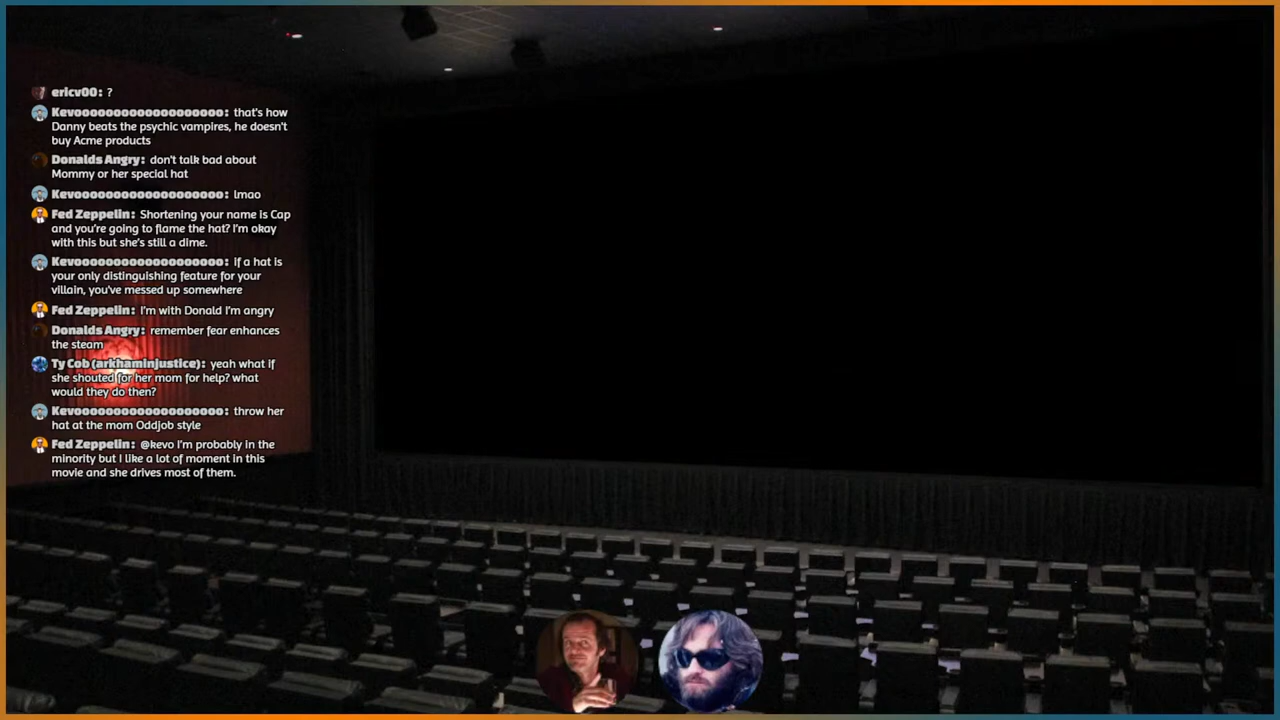 ericv00: ?
Kevooooooooooooooooooo: that's how
Danny beats the psychic vampires, he doesn't
buy Acme products
Donalds Angry: don't talk bad about
Mommy or her special hat
Kevooooooooooooooooooo: lmao
Fed Zeppelin: Shortening your name is Cap
and you're going to flame the hat? I'm okay
with this but she's still a dime.
Kevooooooooooooooooooo: if a hat is
your only distinguishing feature for your
villain, you've messed up somewhere
Fed Zeppelin: I'm with Donald I'm angry
Donalds Angry: remember fear enhances
the steam
Ty Cob (arkhaminjustice): yeah what if
she shouted for her mom for help? what
would they do then?
Kevooooooooooooooooooo: throw her
hat at the mom Oddjob style
Fed Zeppelin: @kevo I'm probably in the
minority but I like a lot of moment in this
movie and she drives most of them.